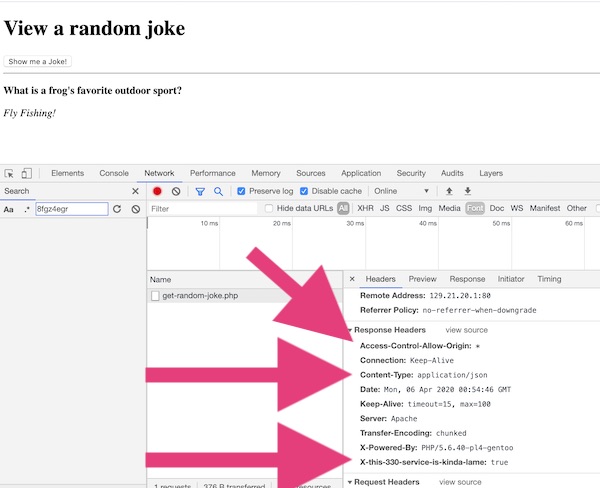 View a random joke
Show me a Joke!
What is a frog's favorite outdoor sport?
Fly Fishing!
Elements Console Network Performance Memory Sources Application Security Audits Layers
Search
Preserve log Disable cache Online
Aa .* 8fgz4egr
Filter Hide data URLs All XHR JS CSS Img Media Font Doc WS Manifest Other
10 ms 20 ms 30 ms 40 ms 50 ms 60 ms
Name
get-random-joke.php
Headers Preview Response Initiator Timing
Remote Address: 129.21.20.1:80
Referrer Policy: no-referrer-when-downgrade
Response Headers view source
Access-Control-Allow-Origin: *
Connection: Keep-Alive
Content-Type: application/json
Date: Mon, 06 Apr 2020 00:54:46 GMT
Keep-Alive: timeout=15, max=100
Server: Apache
Transfer-Encoding: chunked
X-Powered-By: PHP/5.6.40-pl4-gentoo
X-this-330-service-is-kinda-lame: true
Request Headers view source
1 requests 376 B transferred resources